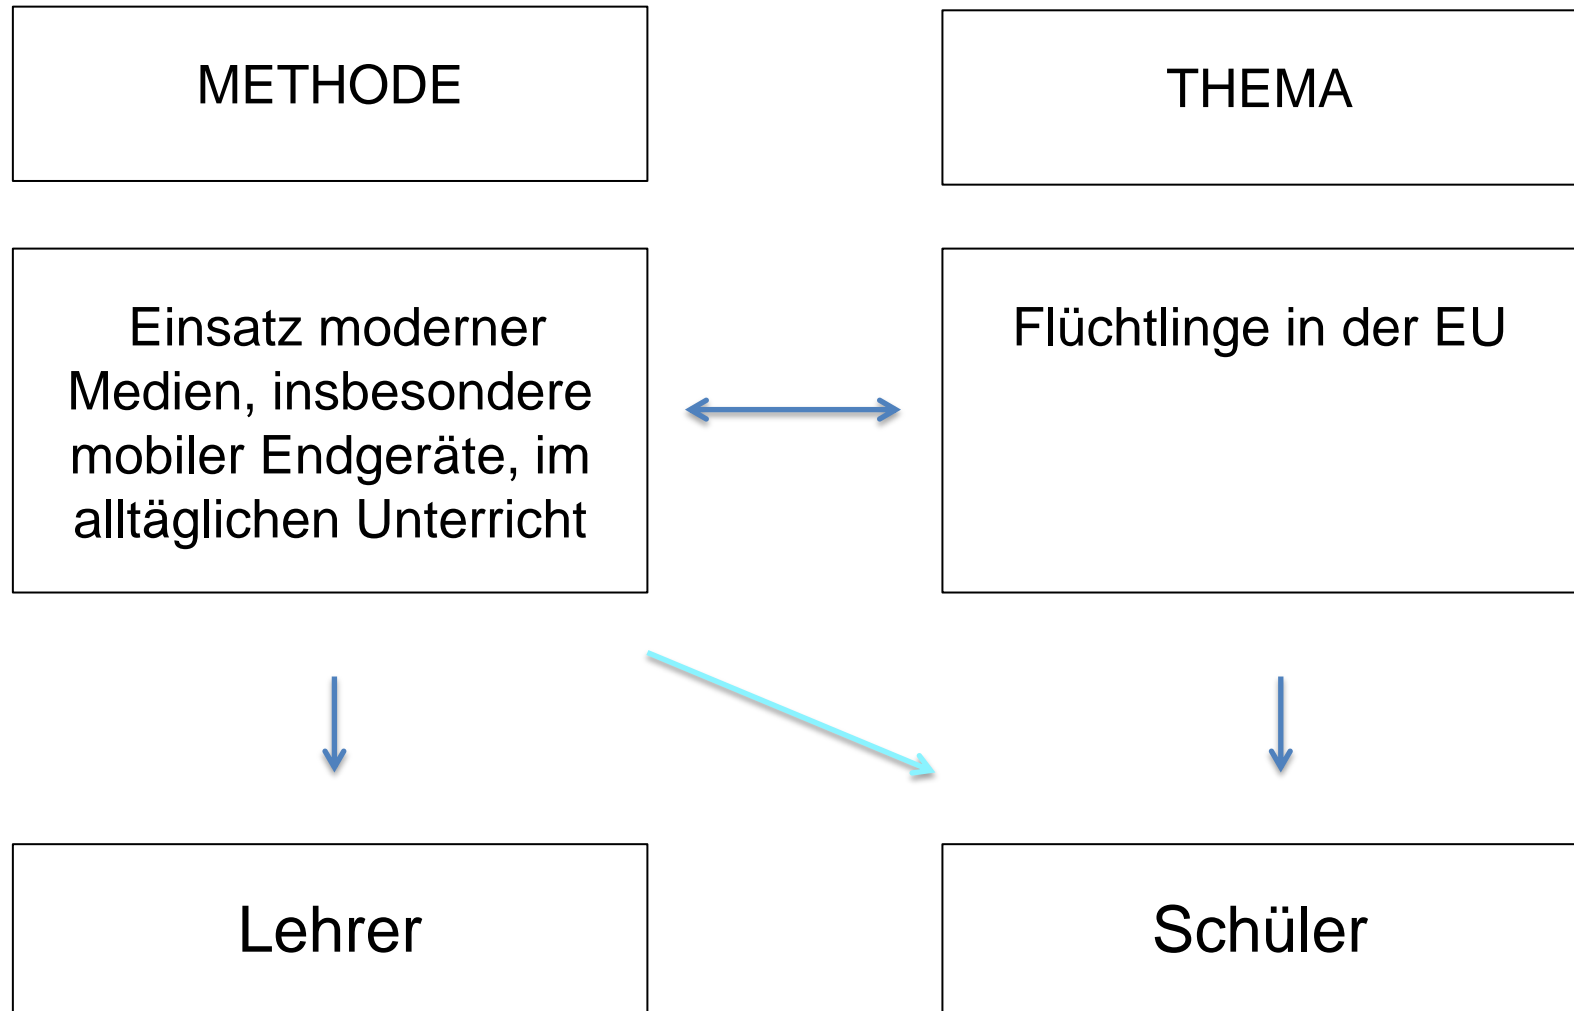 METHODE
THEMA
Einsatz moderner
Medien, insbesondere
mobiler Endgeräte, im
alltäglichen Unterricht
Flüchtlinge in der EU
Lehrer
Schüler